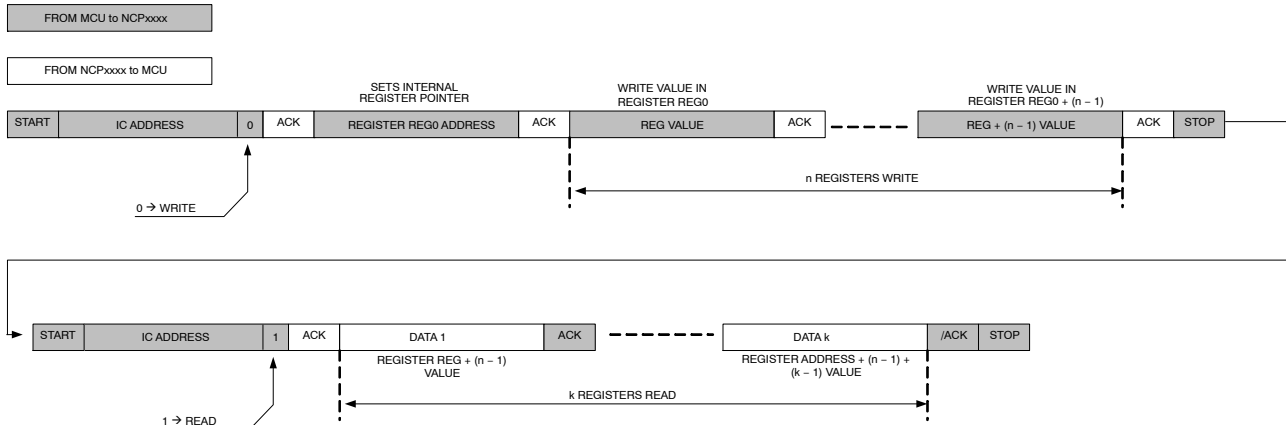 FROM MCU to NCPxxxx
FROM NCPxxxx to MCU
SETS INTERNAL
REGISTER POINTER
WRITE VALUE IN
REGISTER REG0
WRITE VALUE IN
REGISTER REG0 + (n − 1)
START IC ADDRESS 0 ACK REGISTER REG0 ADDRESS ACK REG VALUE ACK REG + (n − 1) VALUE ACK STOP
n REGISTERS WRITE
0 → WRITE
START IC ADDRESS 1 ACK DATA 1 ACK DATA k /ACK STOP
REGISTER REG + (n − 1)
VALUE
REGISTER ADDRESS + (n − 1) +
(k − 1) VALUE
k REGISTERS READ
1 → READ